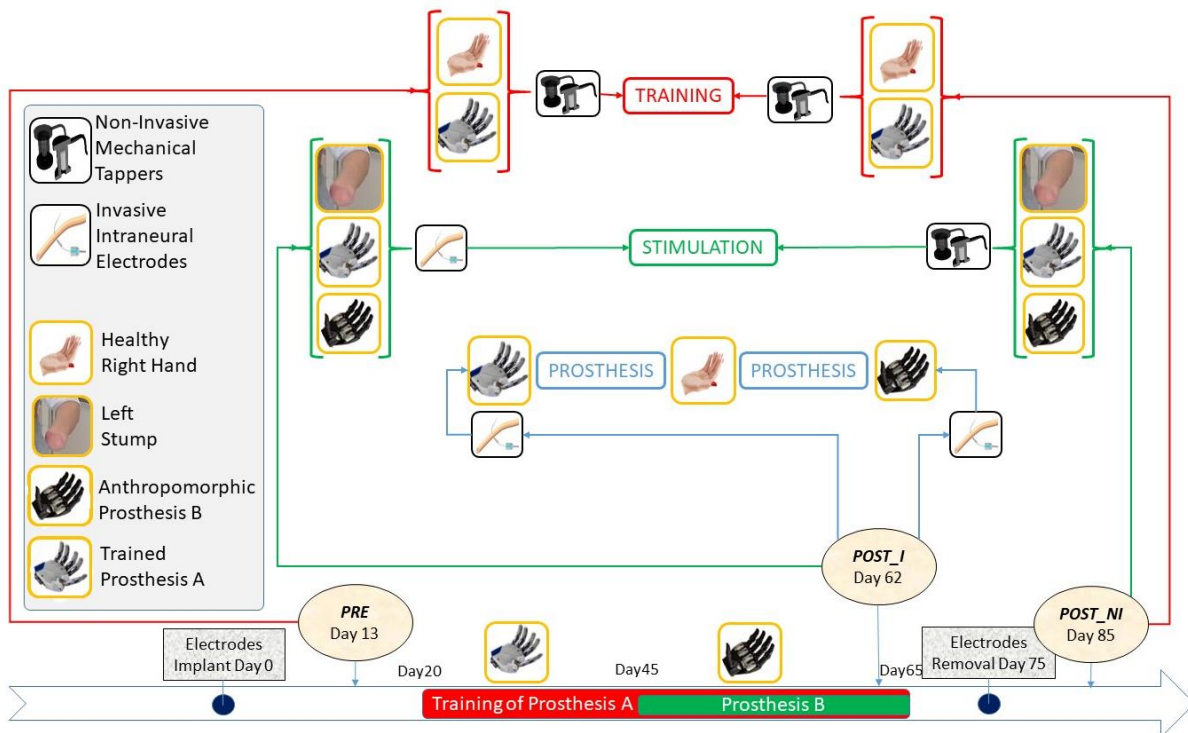 TRAINING
Non-Invasive
Mechanical
Tappers
Invasive
Intraneural
Electrodes
STIMULATION
Healthy
Right Hand
PROSTHESIS
PROSTHESIS
Left
Stump
Anthropomorphic
Prosthesis B
Trained
Prosthesis A
POST_I
Day 62
PRE
Day 13
POST_NI
Day 85
Electrodes
Implant Day 0
Electrodes
Removal Day 75
Day20
Day45
Day65
Training of Prosthesis A
Prosthesis B